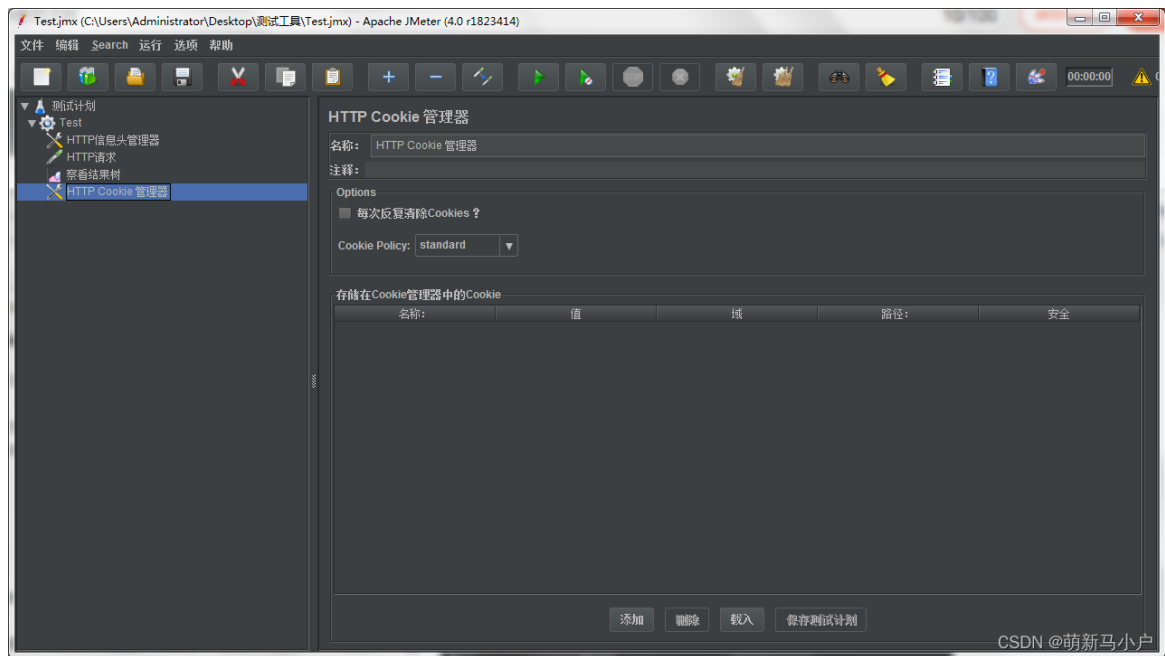 Test.jmx (C:\Users\Administrator\Desktop\测试工具\Test.jmx) - Apache JMeter (4.0 r1823414)
文件 编辑 Search 运行 选项 帮助
00:00:00
测试计划
Test
HTTP信息头管理器
HTTP请求
察看结果树
HTTP Cookie 管理器
HTTP Cookie 管理器
名称: HTTP Cookie 管理器
注释:
Options
每次反复清除Cookies ?
Cookie Policy: standard
存储在Cookie管理器中的Cookie
名称: 值 域 路径: 安全
添加 删除 载入 保存测试计划
CSDN @萌新马小户